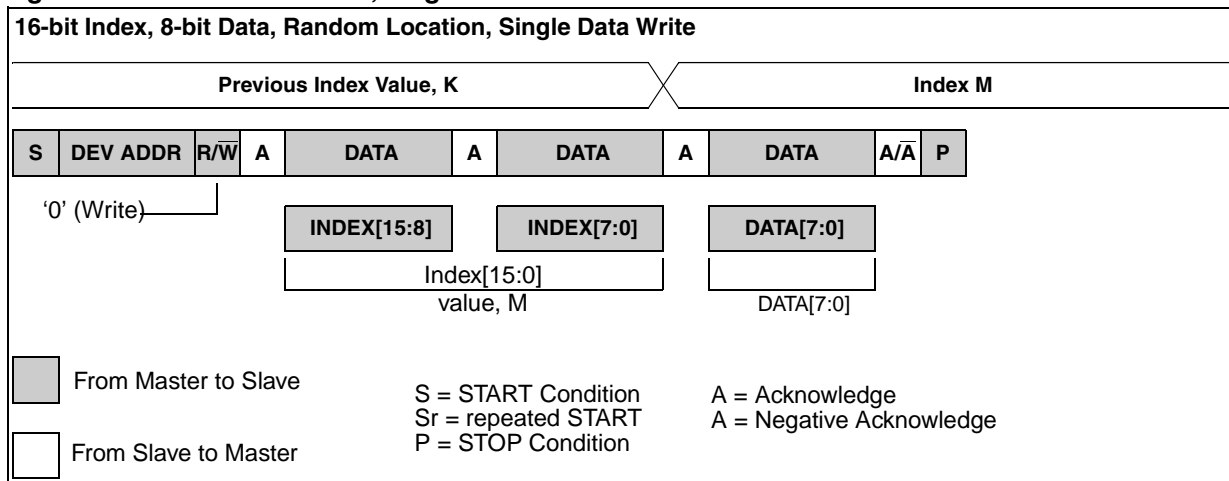 16-bit Index, 8-bit Data, Random Location, Single Data Write
Previous Index Value, K
Index M
S DEV ADDR R/W̅ A DATA A DATA A DATA A/A̅ P
‘0’ (Write)
INDEX[15:8] INDEX[7:0] DATA[7:0]
Index[15:0]
value, M
DATA[7:0]
From Master to Slave
From Slave to Master
S = START Condition
Sr = repeated START
P = STOP Condition
A = Acknowledge
A = Negative Acknowledge